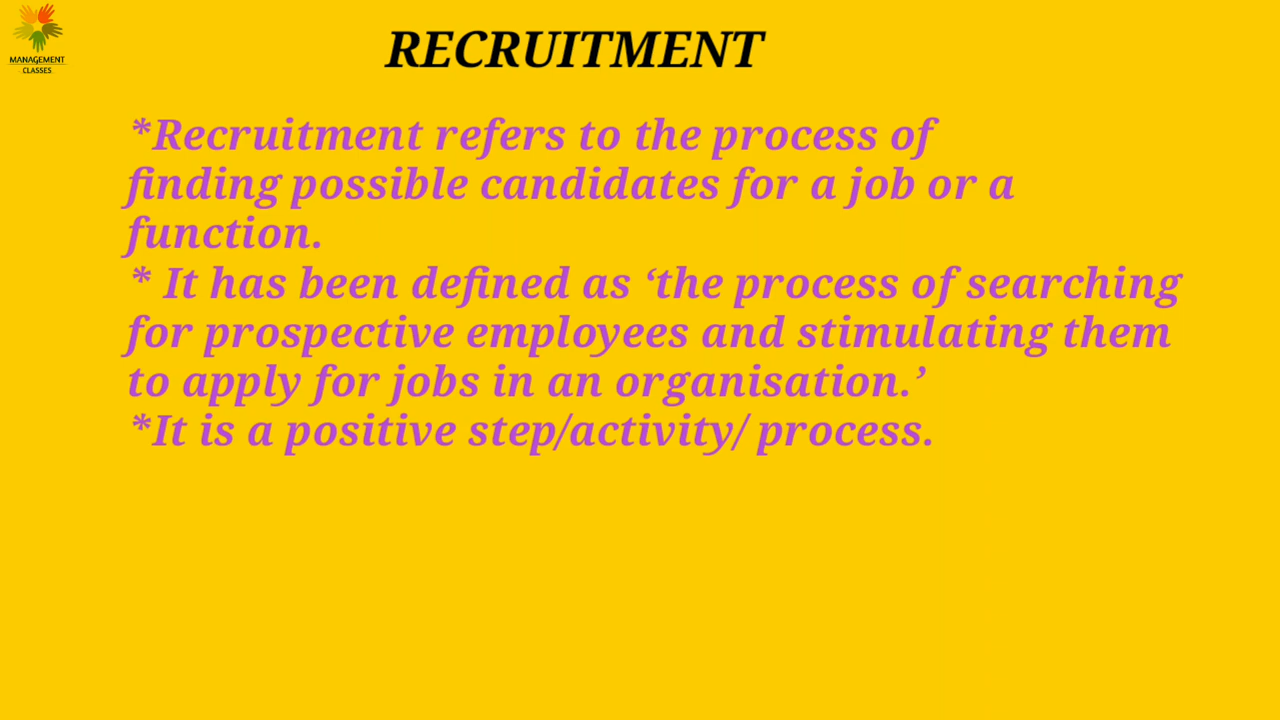 MANAGEMENT
CLASSES
RECRUITMENT
*Recruitment refers to the process of
finding possible candidates for a job or a
function.
* It has been defined as ‘the process of searching
for prospective employees and stimulating them
to apply for jobs in an organisation.’
*It is a positive step/activity/ process.